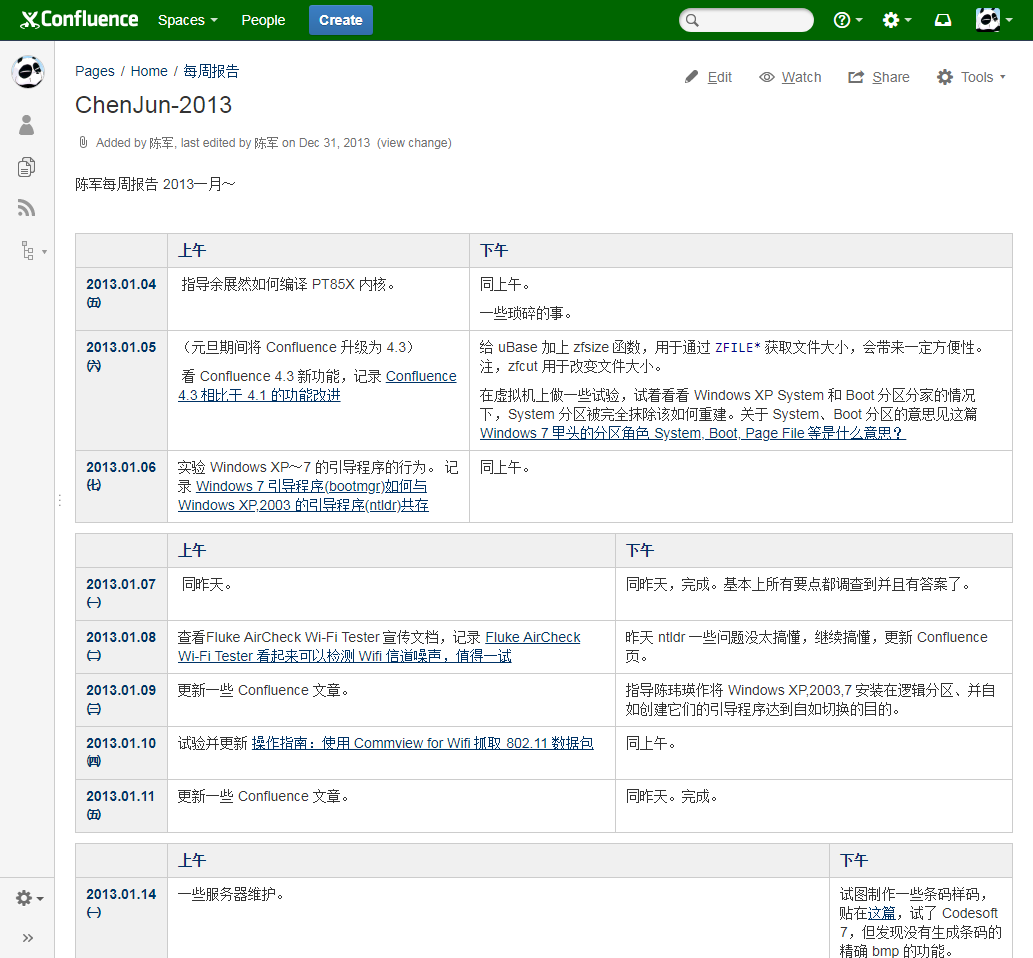 Confluence Spaces People Create
Pages / Home / 每周报告
Edit Watch Share Tools
ChenJun-2013
Added by 陈军, last edited by 陈军 on Dec 31, 2013 (view change)
陈军每周报告 2013一月～
上午 下午
2013.01.04 指导余展然如何编译 PT85X 内核。 同上午。
㈤
一些琐碎的事。
2013.01.05 （元旦期间将 Confluence 升级为 4.3） 给 uBase 加上 zfsize 函数，用于通过 ZFILE* 获取文件大小，会带来一定方便性。
㈥ 注，zfcut 用于改变文件大小。
看 Confluence 4.3 新功能，记录 Confluence
4.3 相比于 4.1 的功能改进 在虚拟机上做一些试验，试着看看 Windows XP System 和 Boot 分区分家的情况
下，System 分区被完全抹除该如何重建。关于 System、Boot 分区的意思见这篇
Windows 7 里头的分区角色 System, Boot, Page File 等是什么意思？
2013.01.06 实验 Windows XP～7 的引导程序的行为。 记 同上午。
㈦ 录 Windows 7 引导程序(bootmgr)如何与
Windows XP,2003 的引导程序(ntldr)共存
上午 下午
2013.01.07 同昨天。 同昨天，完成。基本上所有要点都调查到并且有答案了。
㈠
2013.01.08 查看Fluke AirCheck Wi-Fi Tester 宣传文档，记录 Fluke AirCheck 昨天 ntldr 一些问题没太搞懂，继续搞懂，更新 Confluence
㈡ Wi-Fi Tester 看起来可以检测 Wifi 信道噪声，值得一试 页。
2013.01.09 更新一些 Confluence 文章。 指导陈玮瑛作将 Windows XP,2003,7 安装在逻辑分区、并自
㈢ 如创建它们的引导程序达到自如切换的目的。
2013.01.10 试验并更新 操作指南：使用 Commview for Wifi 抓取 802.11 数据包 同上午。
㈣
2013.01.11 更新一些 Confluence 文章。 同昨天。完成。
㈤
上午 下午
2013.01.14 一些服务器维护。 试图制作一些条码样码，
㈠ 贴在这篇，试了 Codesoft
7，但发现没有生成条码的
精确 bmp 的功能。